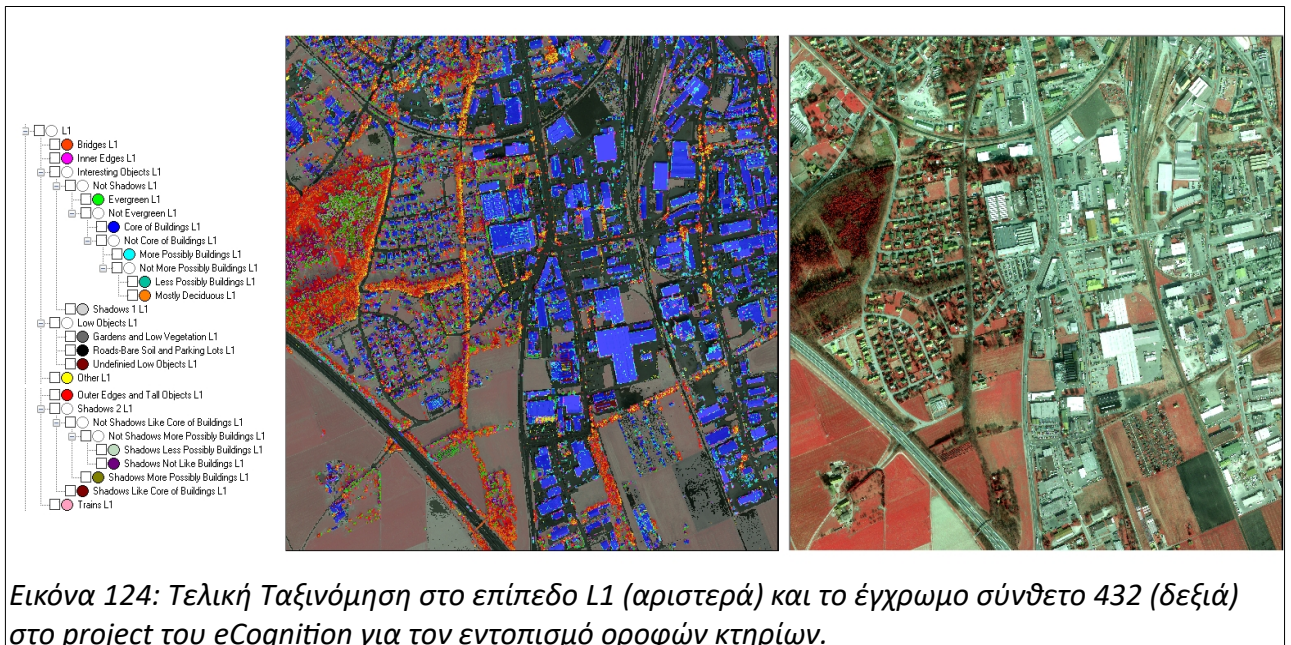 L1
Bridges L1
Inner Edges L1
Interesting Objects L1
Not Shadows L1
Evergreen L1
Not Evergreen L1
Core of Buildings L1
Not Core of Buildings L1
More Possibly Buildings L1
Not More Possibly Buildings L1
Less Possibly Buildings L1
Mostly Deciduous L1
Shadows 1 L1
Low Objects L1
Gardens and Low Vegetation L1
Roads-Bare Soil and Parking Lots L1
Undefinied Low Objects L1
Other L1
Outer Edges and Tall Objects L1
Shadows 2 L1
Not Shadows Like Core of Buildings L1
Not Shadows More Possibly Buildings L1
Shadows Less Possibly Buildings L1
Shadows Not Like Buildings L1
Shadows More Possibly Buildings L1
Shadows Like Core of Buildings L1
Trains L1
Εικόνα 124: Τελική Ταξινόμηση στο επίπεδο L1 (αριστερά) και το έγχρωμο σύνθετο 432 (δεξιά)
στο project του eCognition για τον εντοπισμό οροφών κτηρίων.